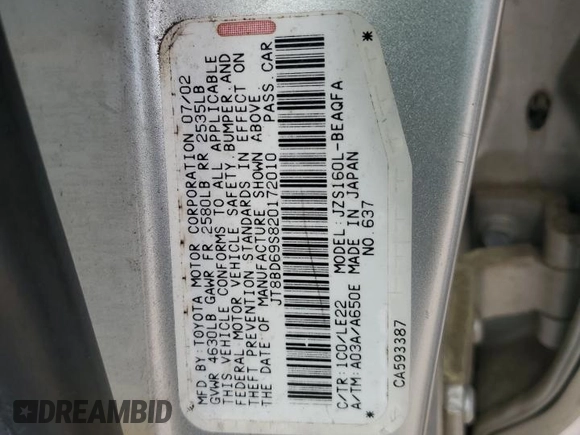 MFD BY:TOYOTA MOTOR CORPORATION 07/02
GVWR 4630LB GAWR FR 2580LB RR 2535LB
THIS VEHICLE CONFORMS TO ALL APPLICABLE
FEDERAL MOTOR VEHICLE SAFETY, BUMPER,AND
THEFT PREVENTION STANDARDS IN EFFECT ON
THE DATE OF MANUFACTURE SHOWN ABOVE.
JT8BD69S820172010 PASS. CAR
C/TR:1C0/LE22 MODEL:JZS160L-BEAQFA
A/TM:A03A/A650E MADE IN JAPAN
NO.637
CA593387
DREAMBID